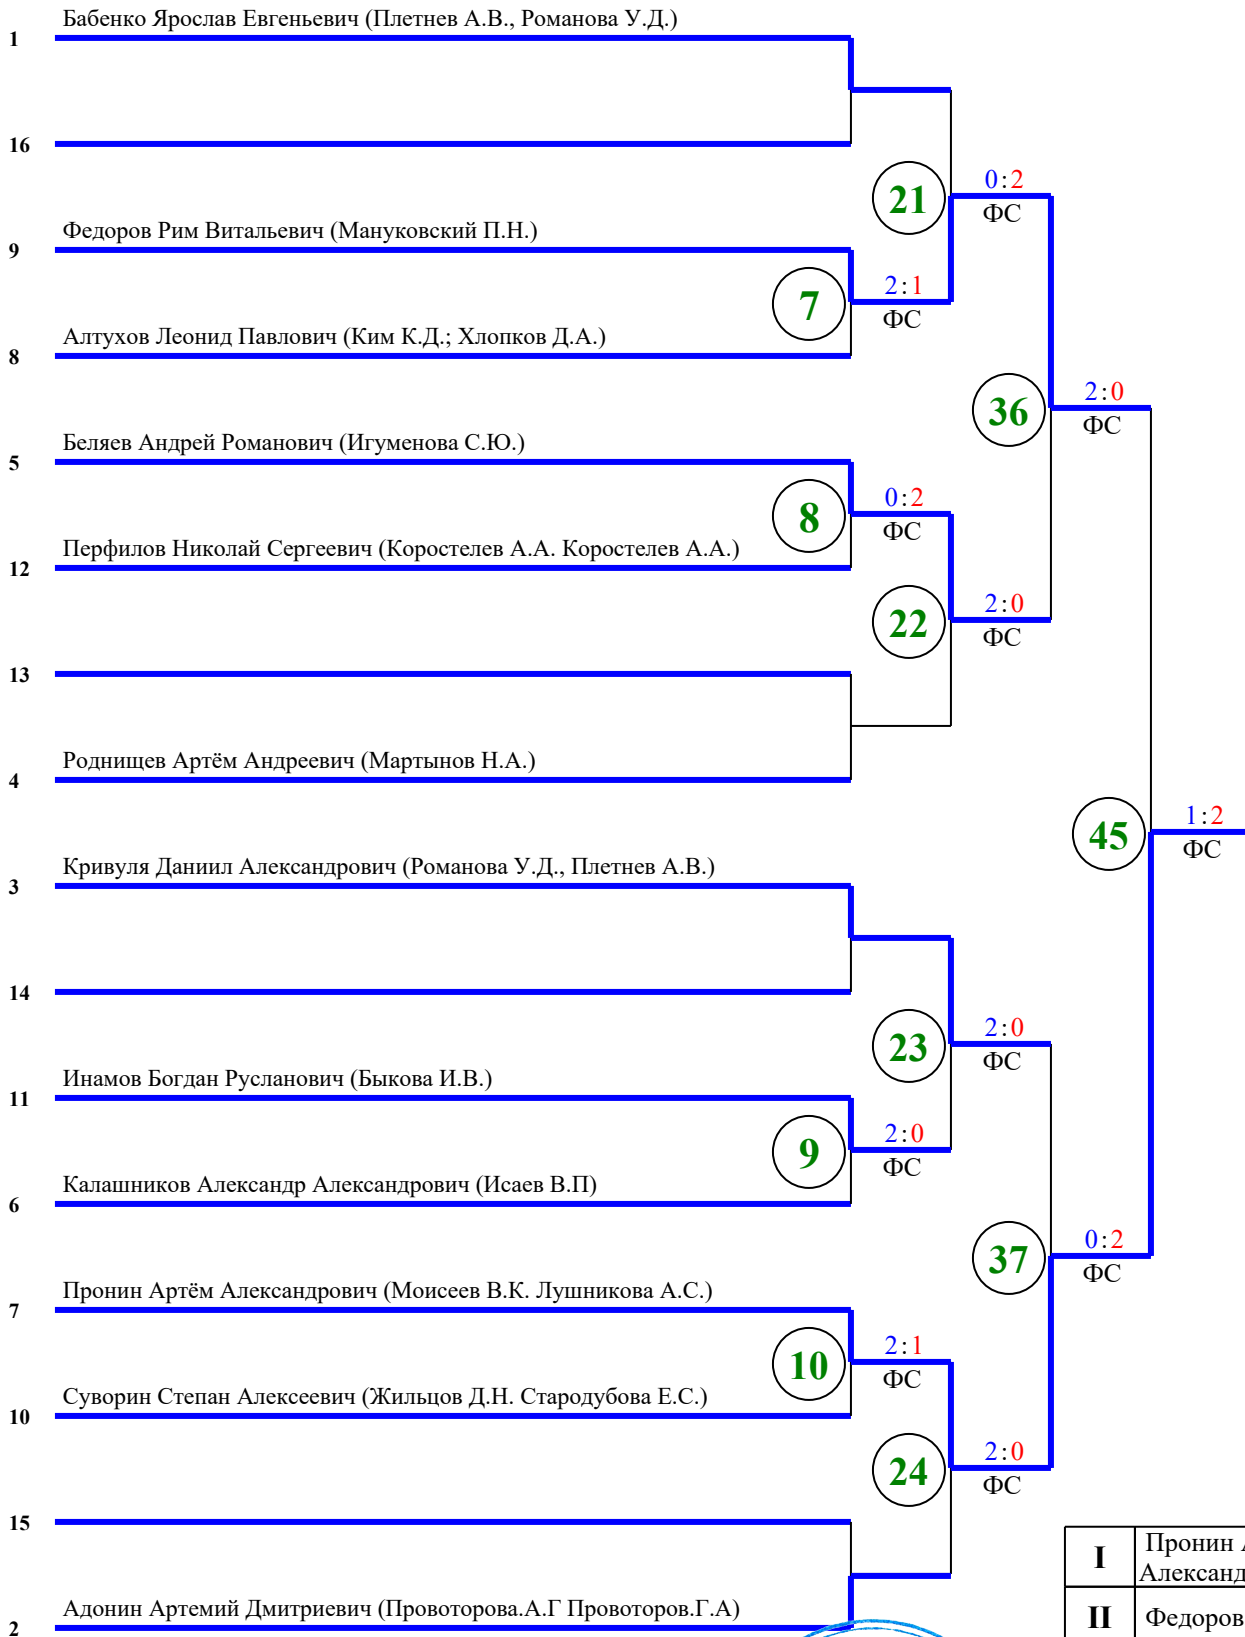 Бабенко Ярослав Евгеньевич (Плетнев А.В., Романова У.Д.)
1
16
21
0:2
ФС
Федоров Рим Витальевич (Мануковский П.Н.)
9
7
2:1
ФС
Алтухов Леонид Павлович (Ким К.Д.; Хлопков Д.А.)
8
36
2:0
ФС
Беляев Андрей Романович (Игуменова С.Ю.)
5
8
0:2
ФС
Перфилов Николай Сергеевич (Коростелев А.А. Коростелев А.А.)
12
22
2:0
ФС
13
Роднищев Артём Андреевич (Мартынов Н.А.)
4
45
1:2
ФС
Кривуля Даниил Александрович (Романова У.Д., Плетнев А.В.)
3
14
23
2:0
ФС
Инамов Богдан Русланович (Быкова И.В.)
11
9
2:0
ФС
Калашников Александр Александрович (Исаев В.П)
6
37
0:2
ФС
Пронин Артём Александрович (Моисеев В.К. Лушникова А.С.)
7
10
2:1
ФС
Суворин Степан Алексеевич (Жильцов Д.Н. Стародубова Е.С.)
10
24
2:0
ФС
15
I
Пронин
Александ
Адонин Артемий Дмитриевич (Провоторова.А.Г Провоторов.Г.А)
2
II
Федоров